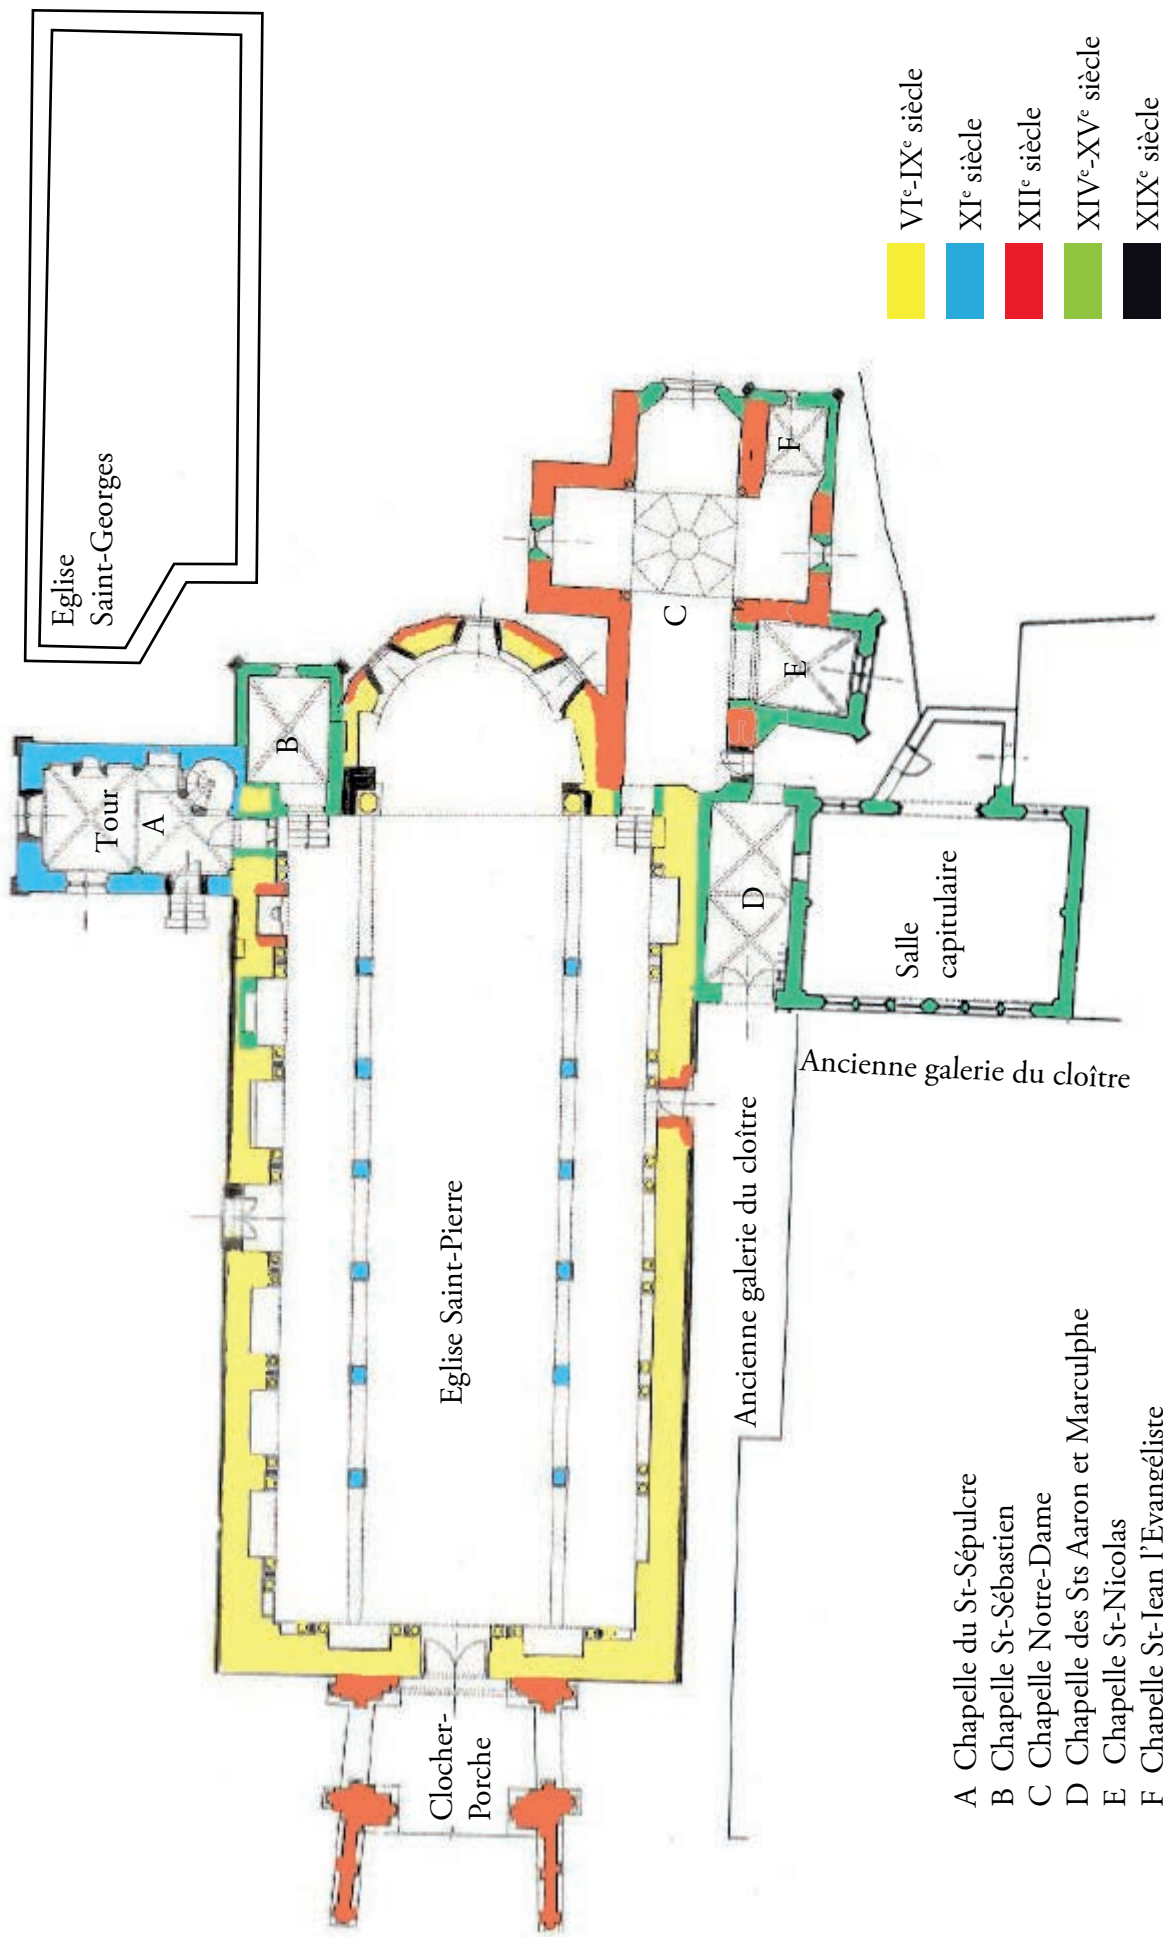 Eglise
Saint-Georges
Tour
A
B
C
F
E
D
Salle
capitulaire
Eglise Saint-Pierre
Ancienne galerie du cloître
Ancienne galerie du cloître
Clocher-
Porche
VIe-IXe siècle
XIe siècle
XIIe siècle
XIVe-XVe siècle
XIXe siècle
A Chapelle du St-Sépulcre
B Chapelle St-Sébastien
C Chapelle Notre-Dame
D Chapelle des Sts Aaron et Marculphe
E Chapelle St-Nicolas
F Chapelle St-Jean l'Evangéliste